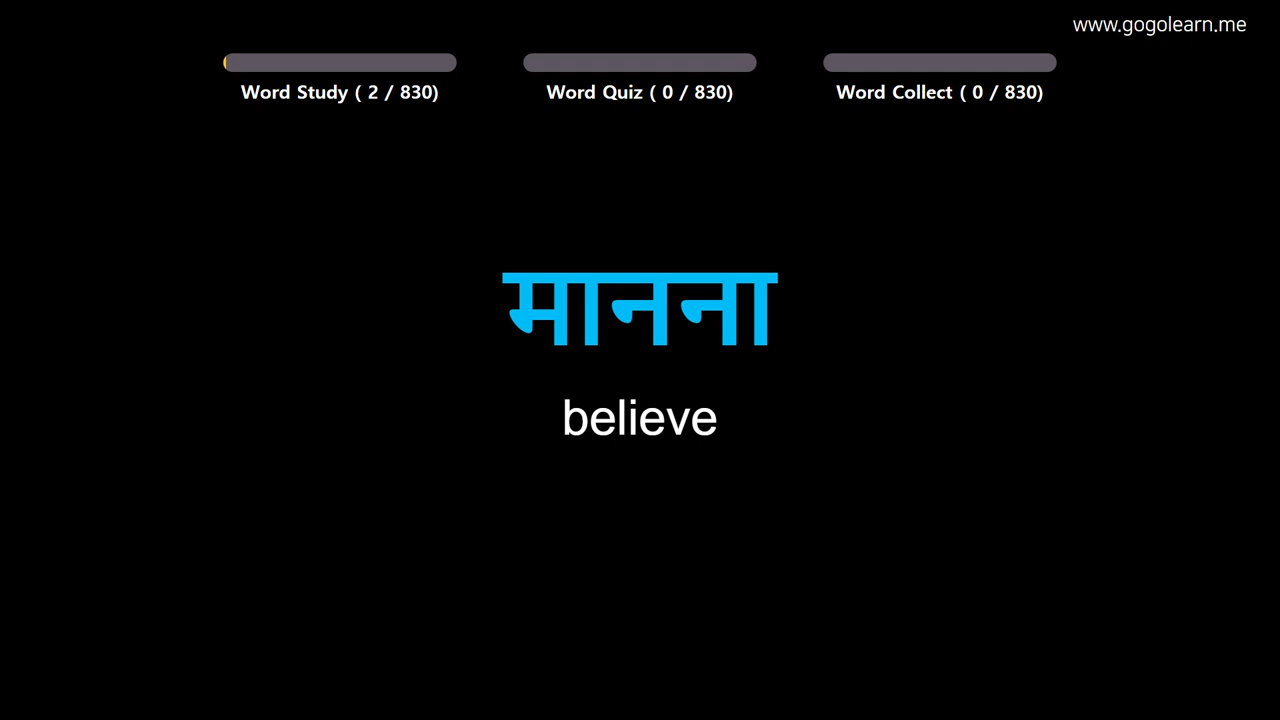 www.gogolearn.me
Word Study ( 2 / 830)
Word Quiz ( 0 / 830)
Word Collect ( 0 / 830)
मानना
believe